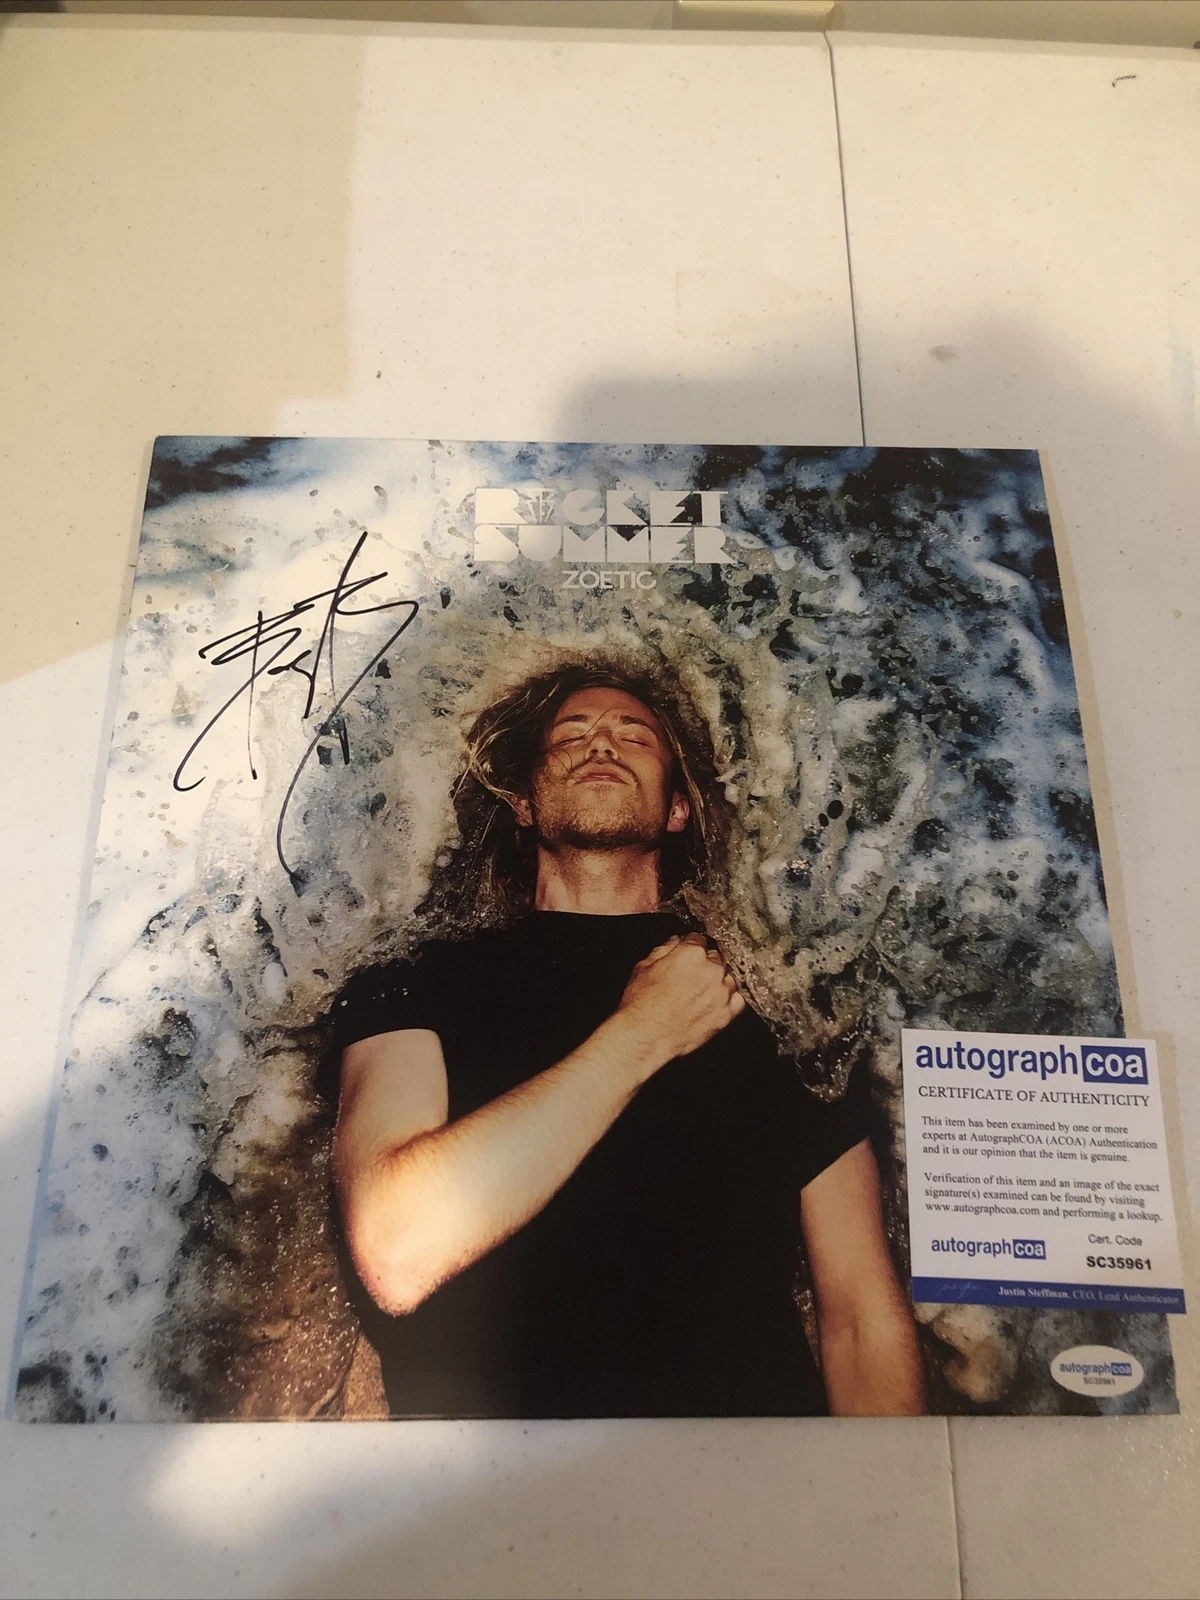 ROCKET
SUMMER
ZOETIC
autographcoa
CERTIFICATE OF AUTHENTICITY
This item has been examined by one or more
experts at AutographCOA (ACOA) Authentication
and it is our opinion that the item is genuine.
Verification of this item and an image of the exact
signature(s) examined can be found by visiting
www.autographcoa.com and performing a lookup.
autographcoa
Cert. Code
SC35961
Justin Steffman, CEO, Lead Authenticator
autographcoa
SC35961